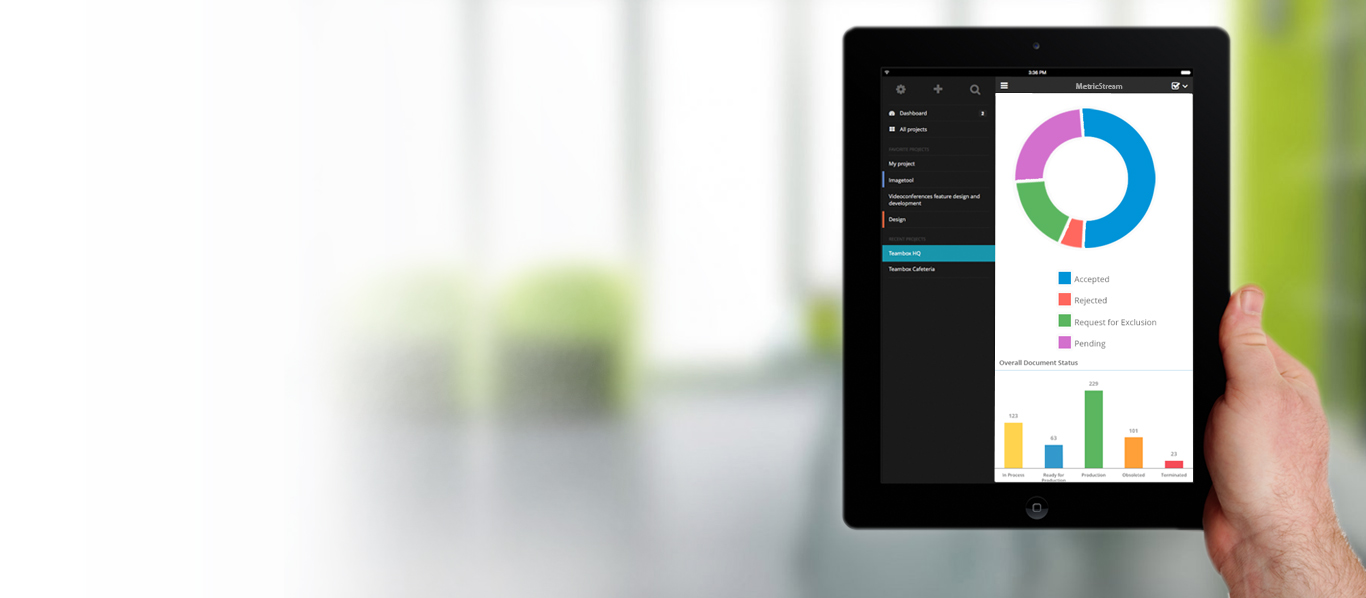 3:36 PM
MetricStream
Dashboard
All projects
FAVORITE PROJECTS
My project
Imagetool
Videoconferences feature design and
development
Design
RECENT PROJECTS
Teambox HQ
Teambox Cafeteria
Accepted
Rejected
Request for Exclusion
Pending
Overall Document Status
123
63
229
103
23
In Process
Ready for
Production
Production
Obsoleted
Terminated